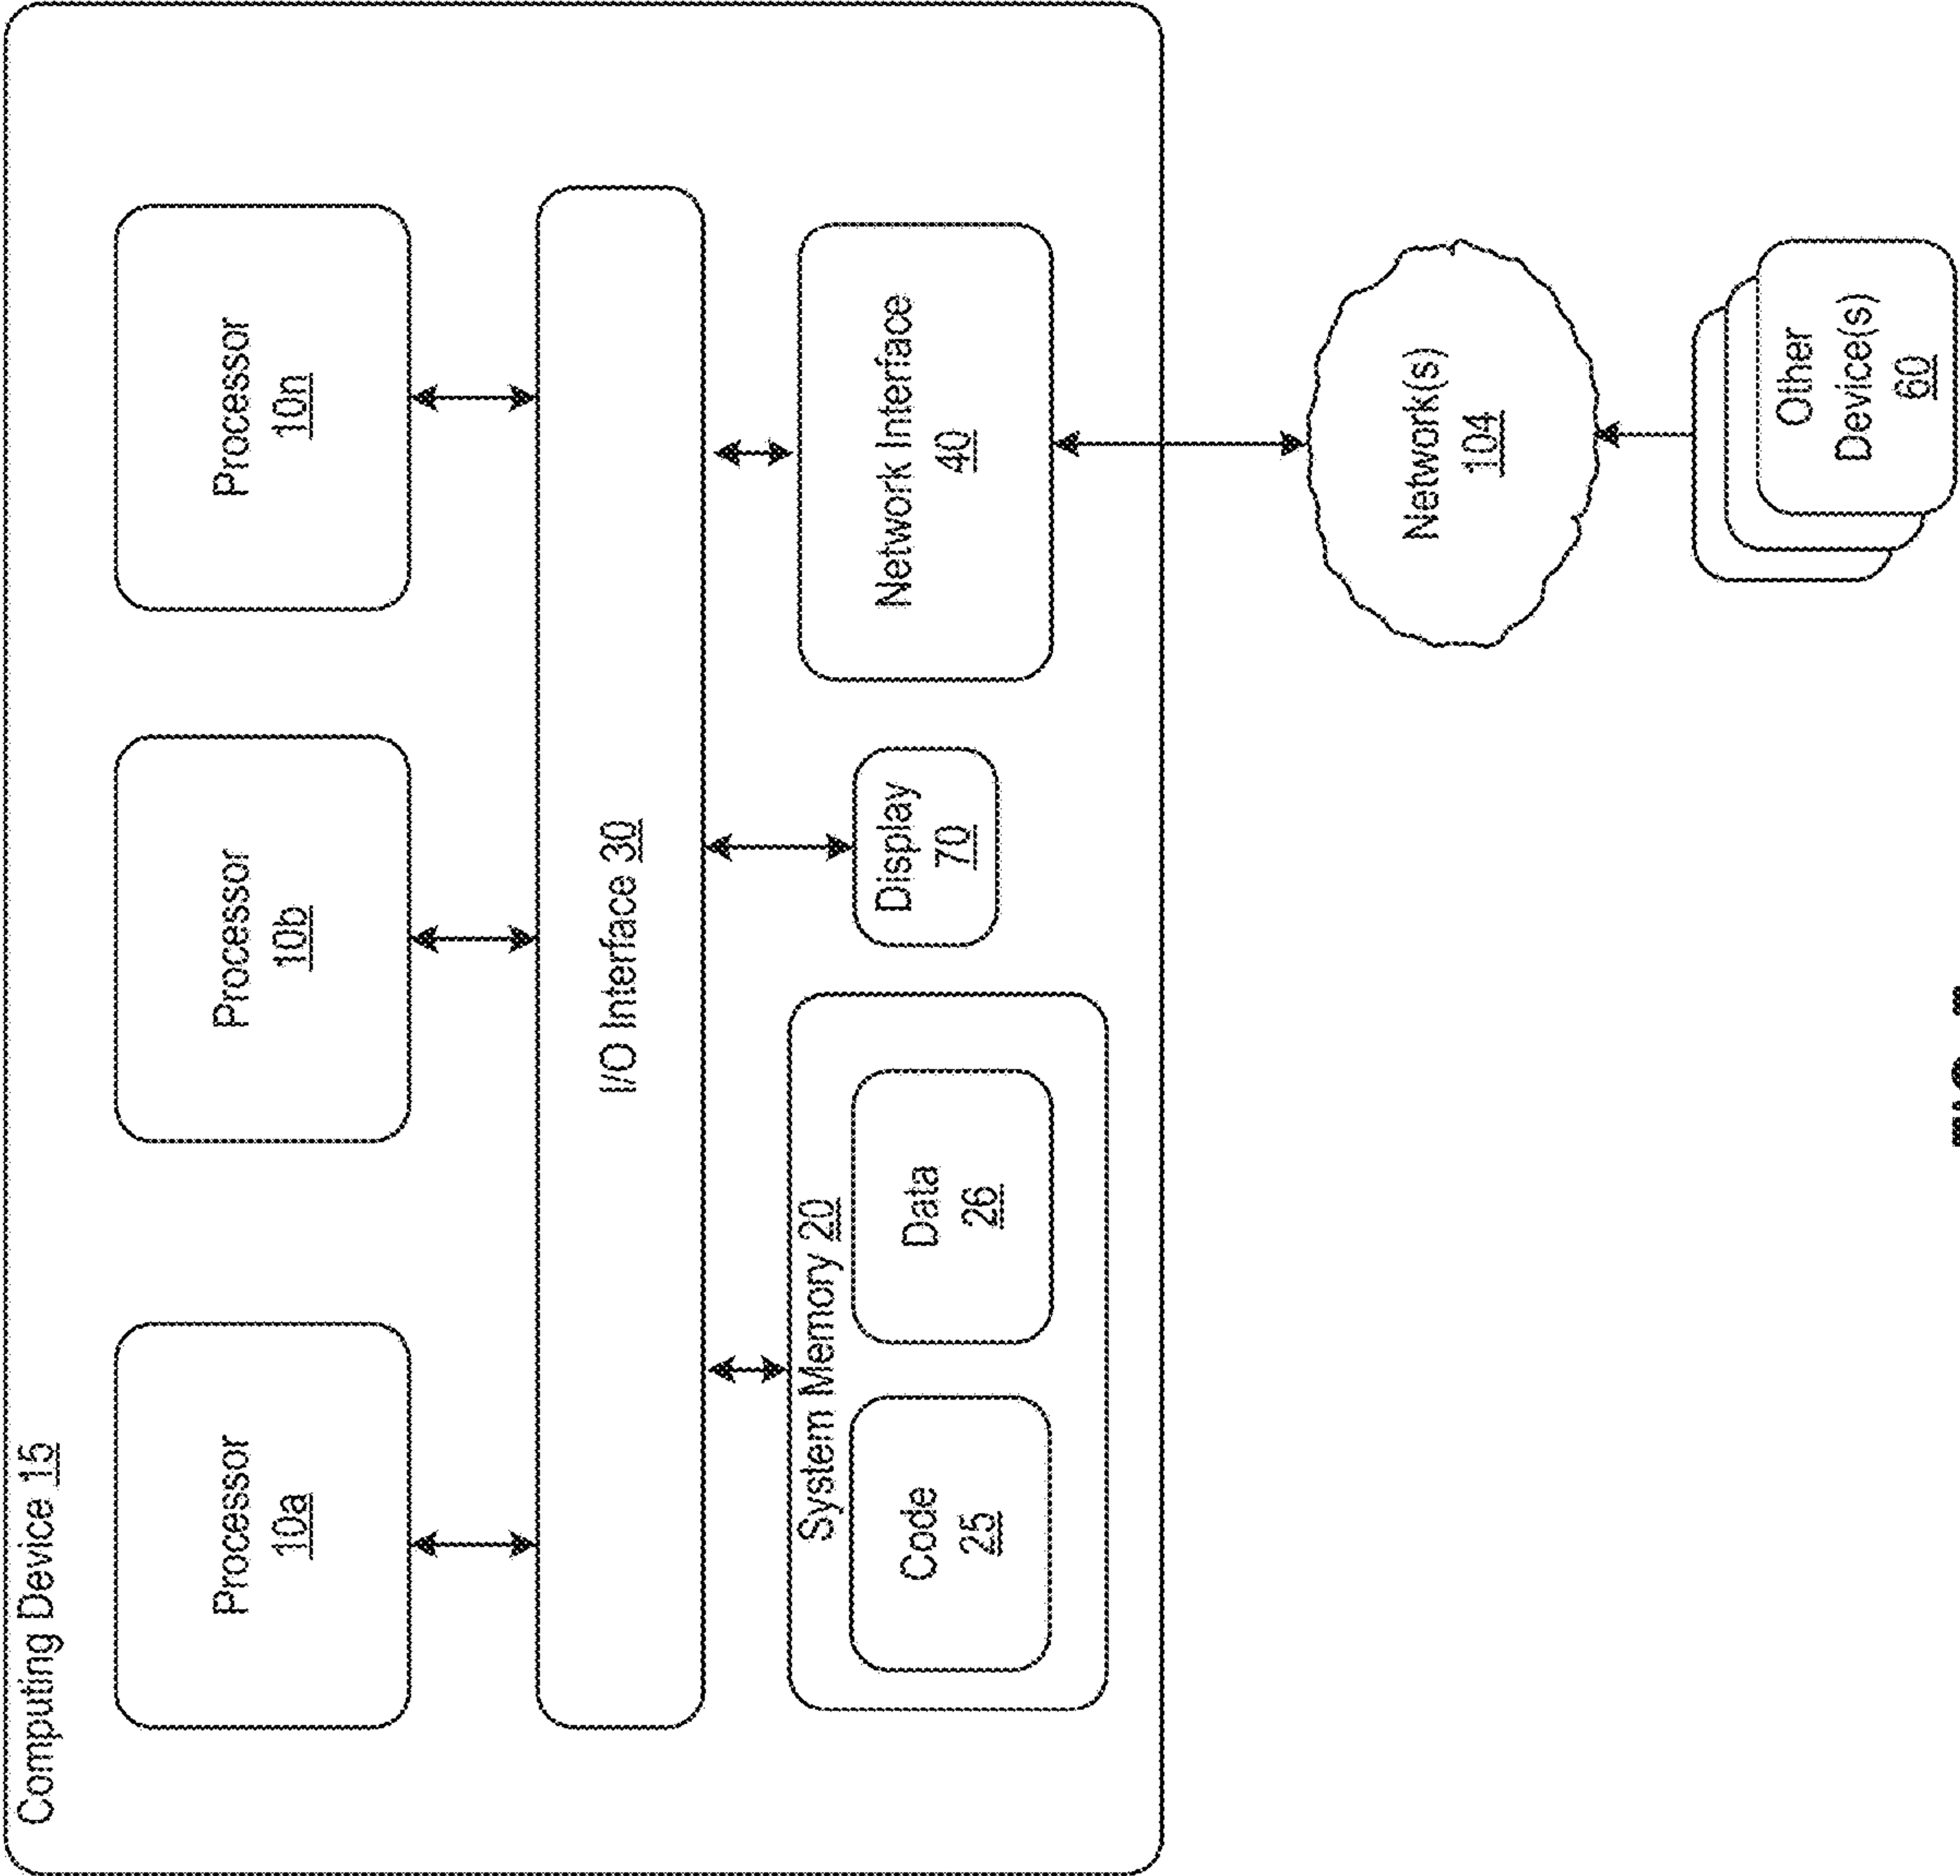 Computing Device 15
Processor
10a
Processor
10b
Processor
10n
I/O Interface 30
System Memory 20
Code
25
Data
26
Display
70
Network Interface
40
Network(s)
104
Other
Device(s)
60